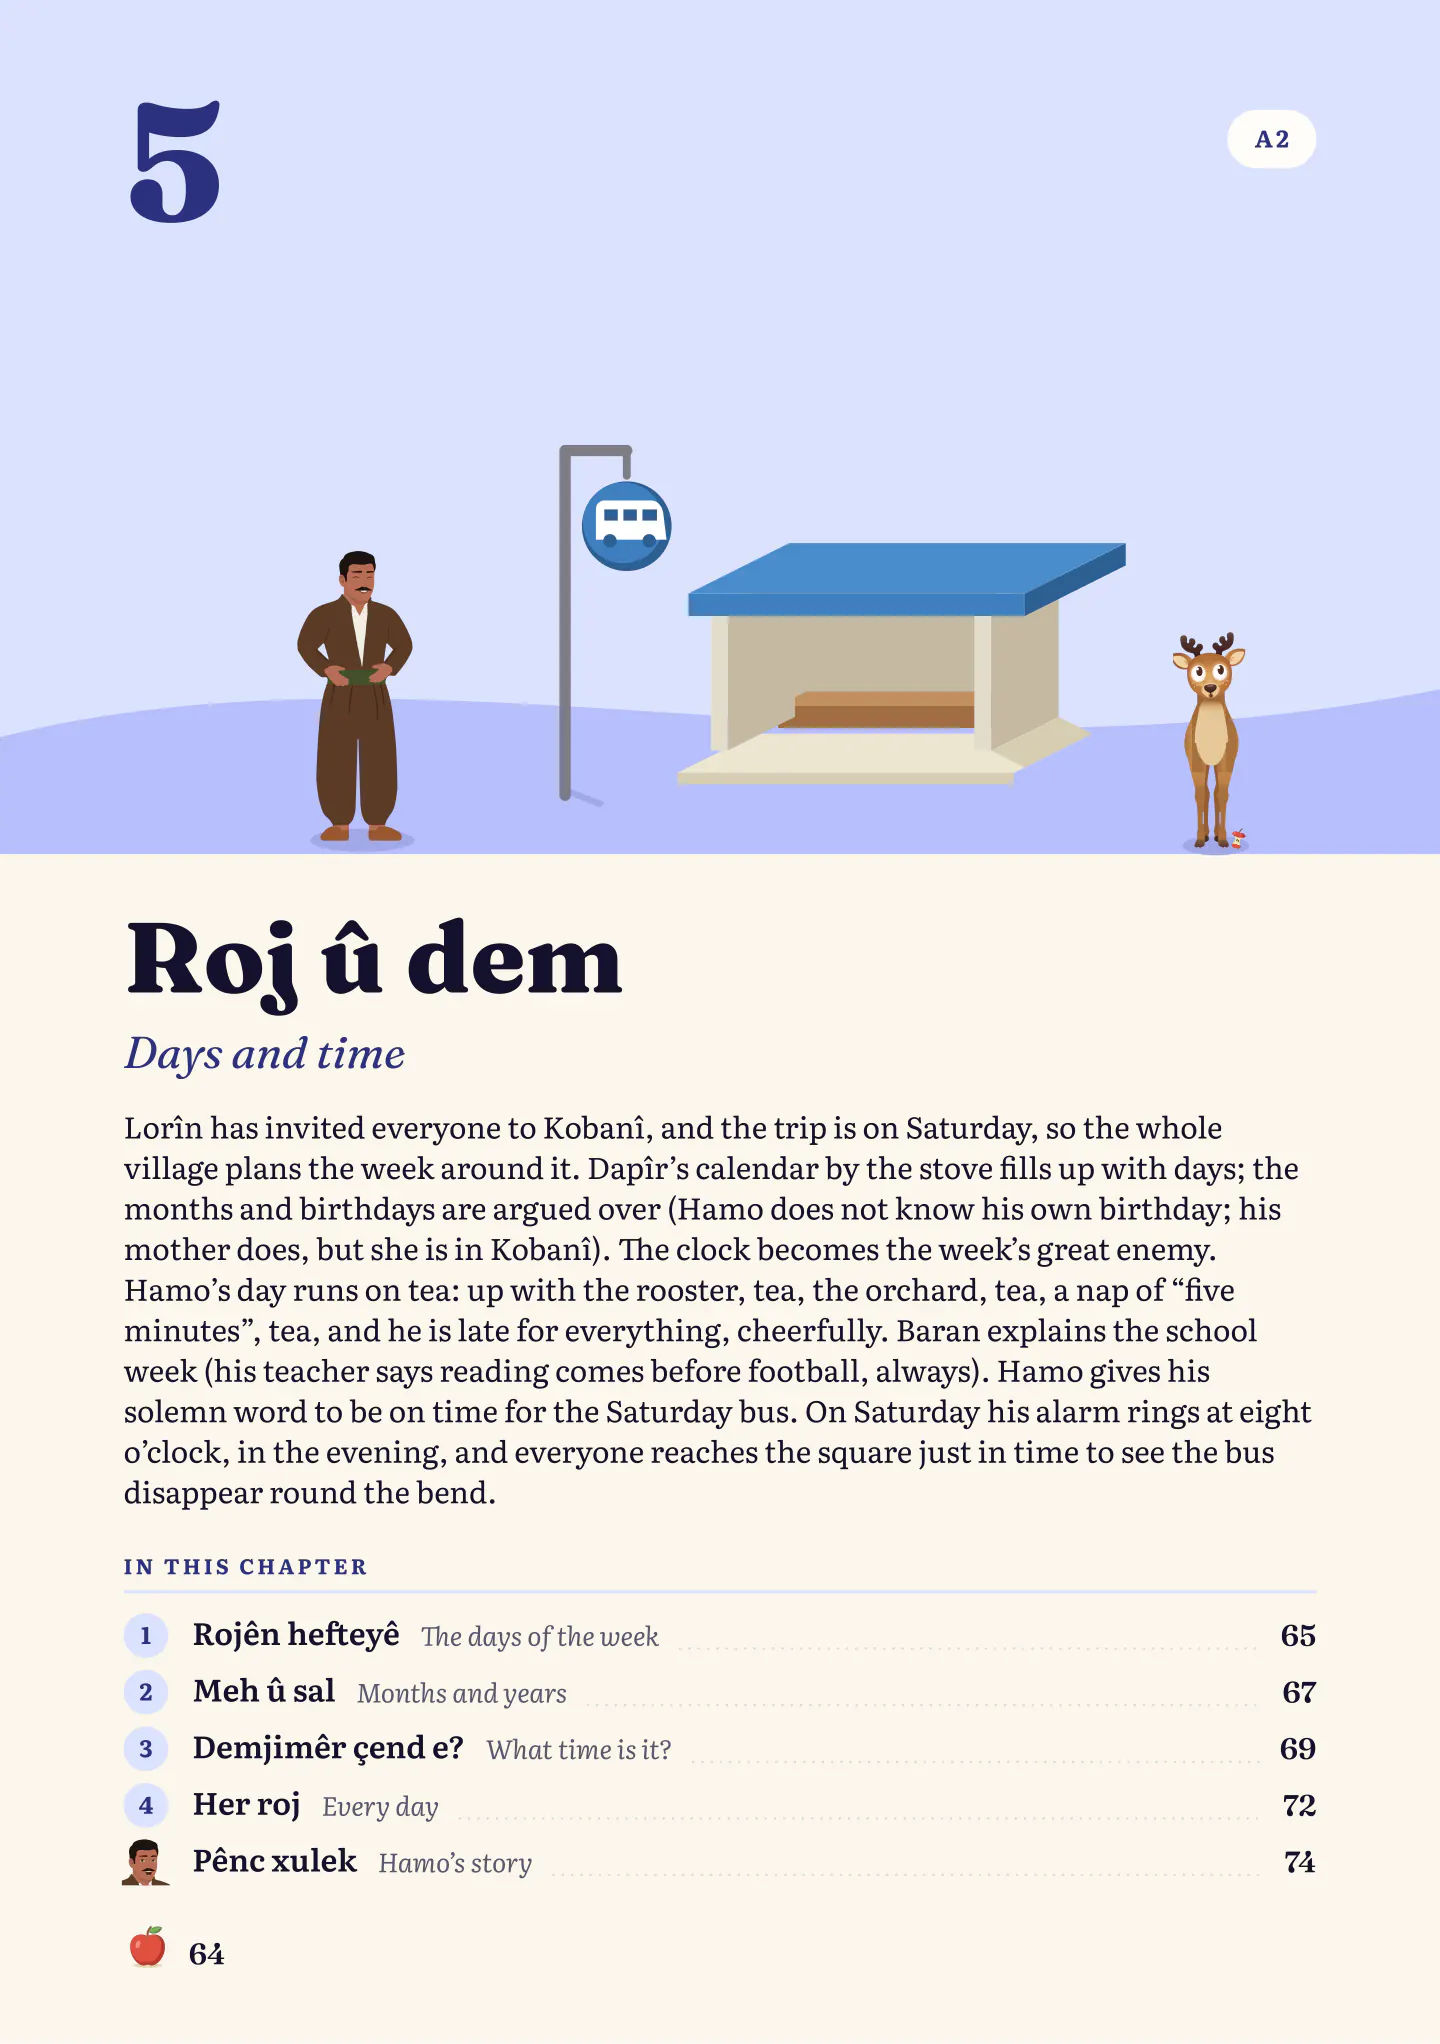 5
A2
Roj û dem
Days and time
Lorîn has invited everyone to Kobanî, and the trip is on Saturday, so the whole
village plans the week around it. Dapîr’s calendar by the stove fills up with days; the
months and birthdays are argued over (Hamo does not know his own birthday; his
mother does, but she is in Kobanî). The clock becomes the week’s great enemy.
Hamo’s day runs on tea: up with the rooster, tea, the orchard, tea, a nap of “five
minutes”, tea, and he is late for everything, cheerfully. Baran explains the school
week (his teacher says reading comes before football, always). Hamo gives his
solemn word to be on time for the Saturday bus. On Saturday his alarm rings at eight
o’clock, in the evening, and everyone reaches the square just in time to see the bus
disappear round the bend.
IN THIS CHAPTER
1 Rojên hefteyê The days of the week 65
2 Meh û sal Months and years 67
3 Demjimêr çend e? What time is it? 69
4 Her roj Every day 72
Pênc xulek Hamo’s story 74
64